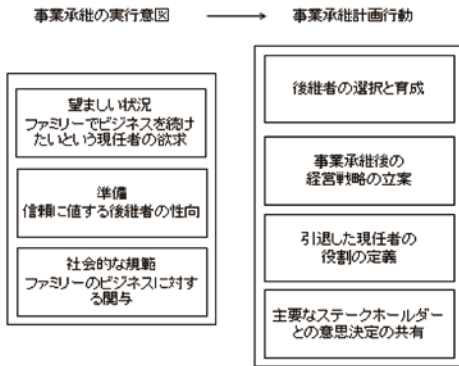 事業承継の実行意図 → 事業承継計画行動
望ましい状況
ファミリーでビジネスを続け
たいという現任者の欲求
準備
信頼に値する後継者の性向
社会的な規範
ファミリーのビジネスに対す
る関与
後継者の選択と育成
事業承継後の
経営戦略の立案
引退した現任者の
役割の定義
主要なステークホルダー
との意思決定の共有